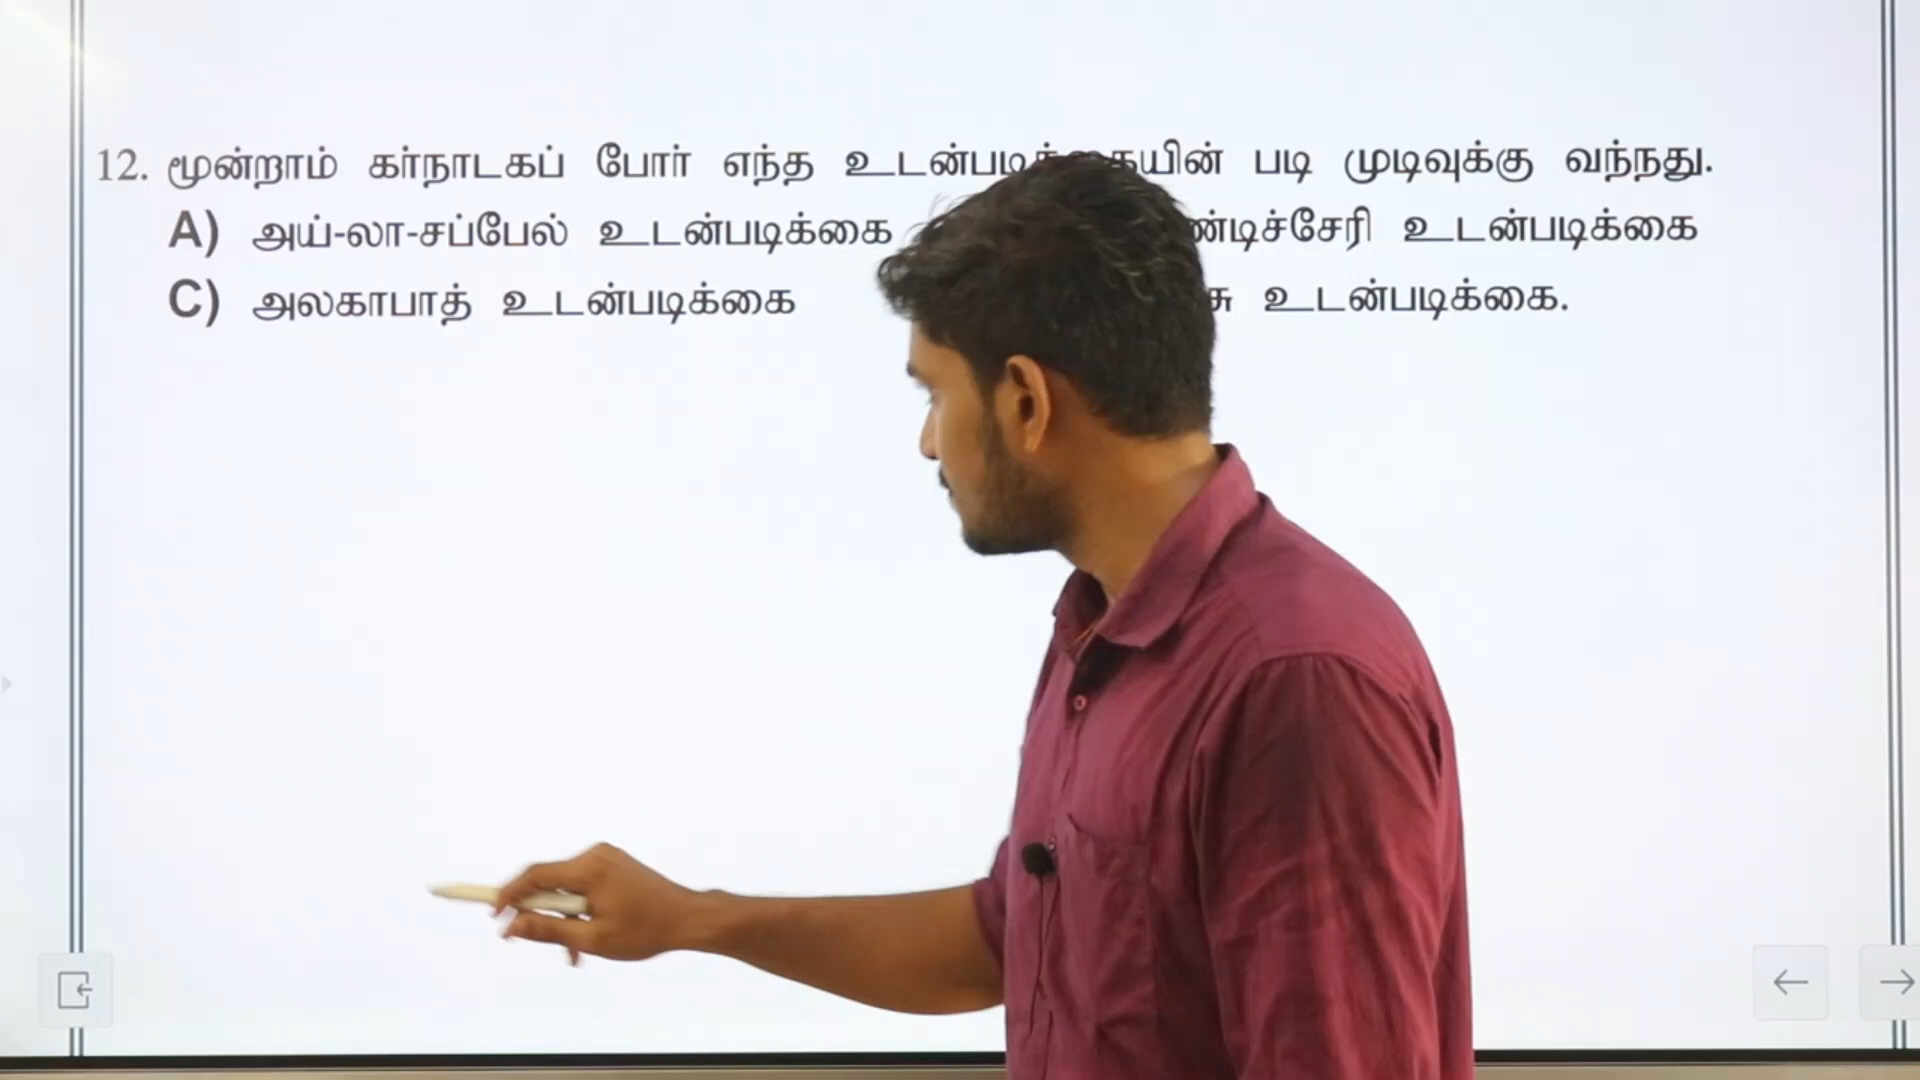 12. மூன்றாம் கர்நாடகப் போர் எந்த உடன்படிக்கையின் படி முடிவுக்கு வந்நது.
A) அய்-லா-சப்பேல் உடன்படிக்கை உடன்படிக்கை
C) அலகாபாத் உடன்படிக்கை உடன்படிக்கை.